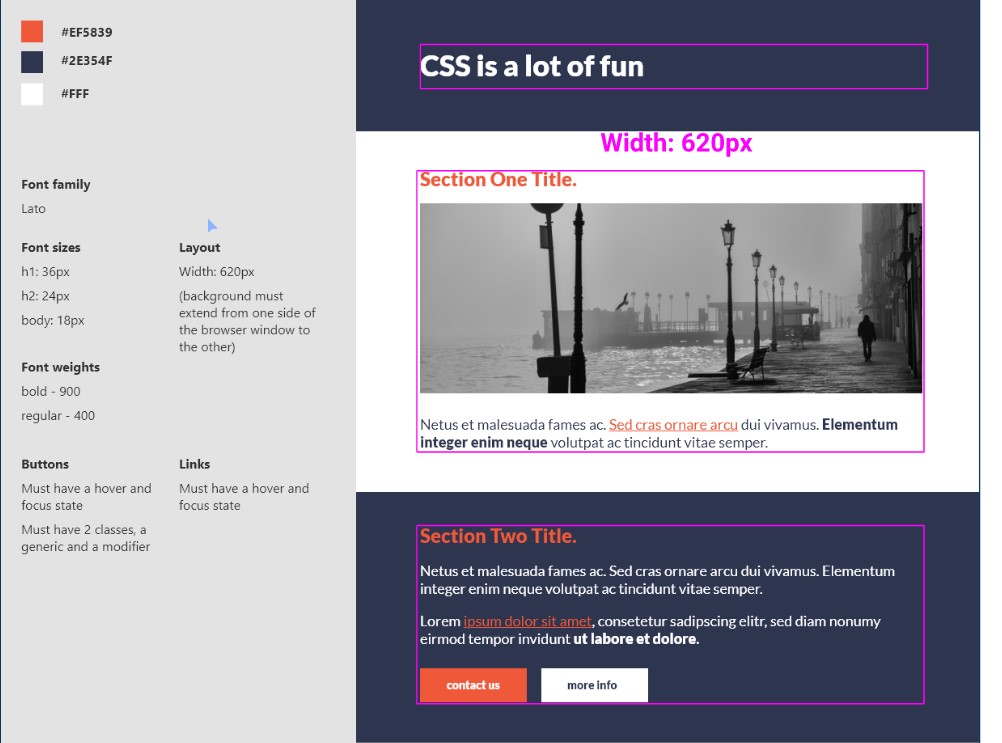 #EF5839
#2E354F
#FFF
Font family
Lato
Font sizes
h1: 36px
h2: 24px
body: 18px
Layout
Width: 620px
(background must
extend from one side of
the browser window to
the other)
Font weights
bold - 900
regular - 400
Buttons
Must have a hover and
focus state
Must have 2 classes, a
generic and a modifier
Links
Must have a hover and
focus state
CSS is a lot of fun
Width: 620px
Section One Title.
Netus et malesuada fames ac. Sed cras ornare arcu dui vivamus. Elementum
integer enim neque volutpat ac tincidunt vitae semper.
Section Two Title.
Netus et malesuada fames ac. Sed cras ornare arcu dui vivamus. Elementum
integer enim neque volutpat ac tincidunt vitae semper.
Lorem ipsum dolor sit amet, consetetur sadipscing elitr, sed diam nonumy
eirmod tempor invidunt ut labore et dolore.
contact us
more info